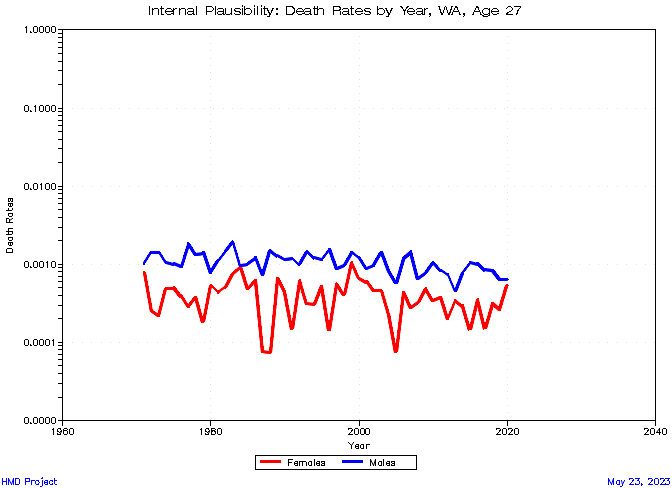 Internal Plausibility: Death Rates by Year, WA, Age 27
1.0000
0.1000
0.0100
0.0010
0.0001
0.0000
Death Rates
1960
1980
2000
2020
2040
Year
Females
Males
HMD Project
May 23, 2023